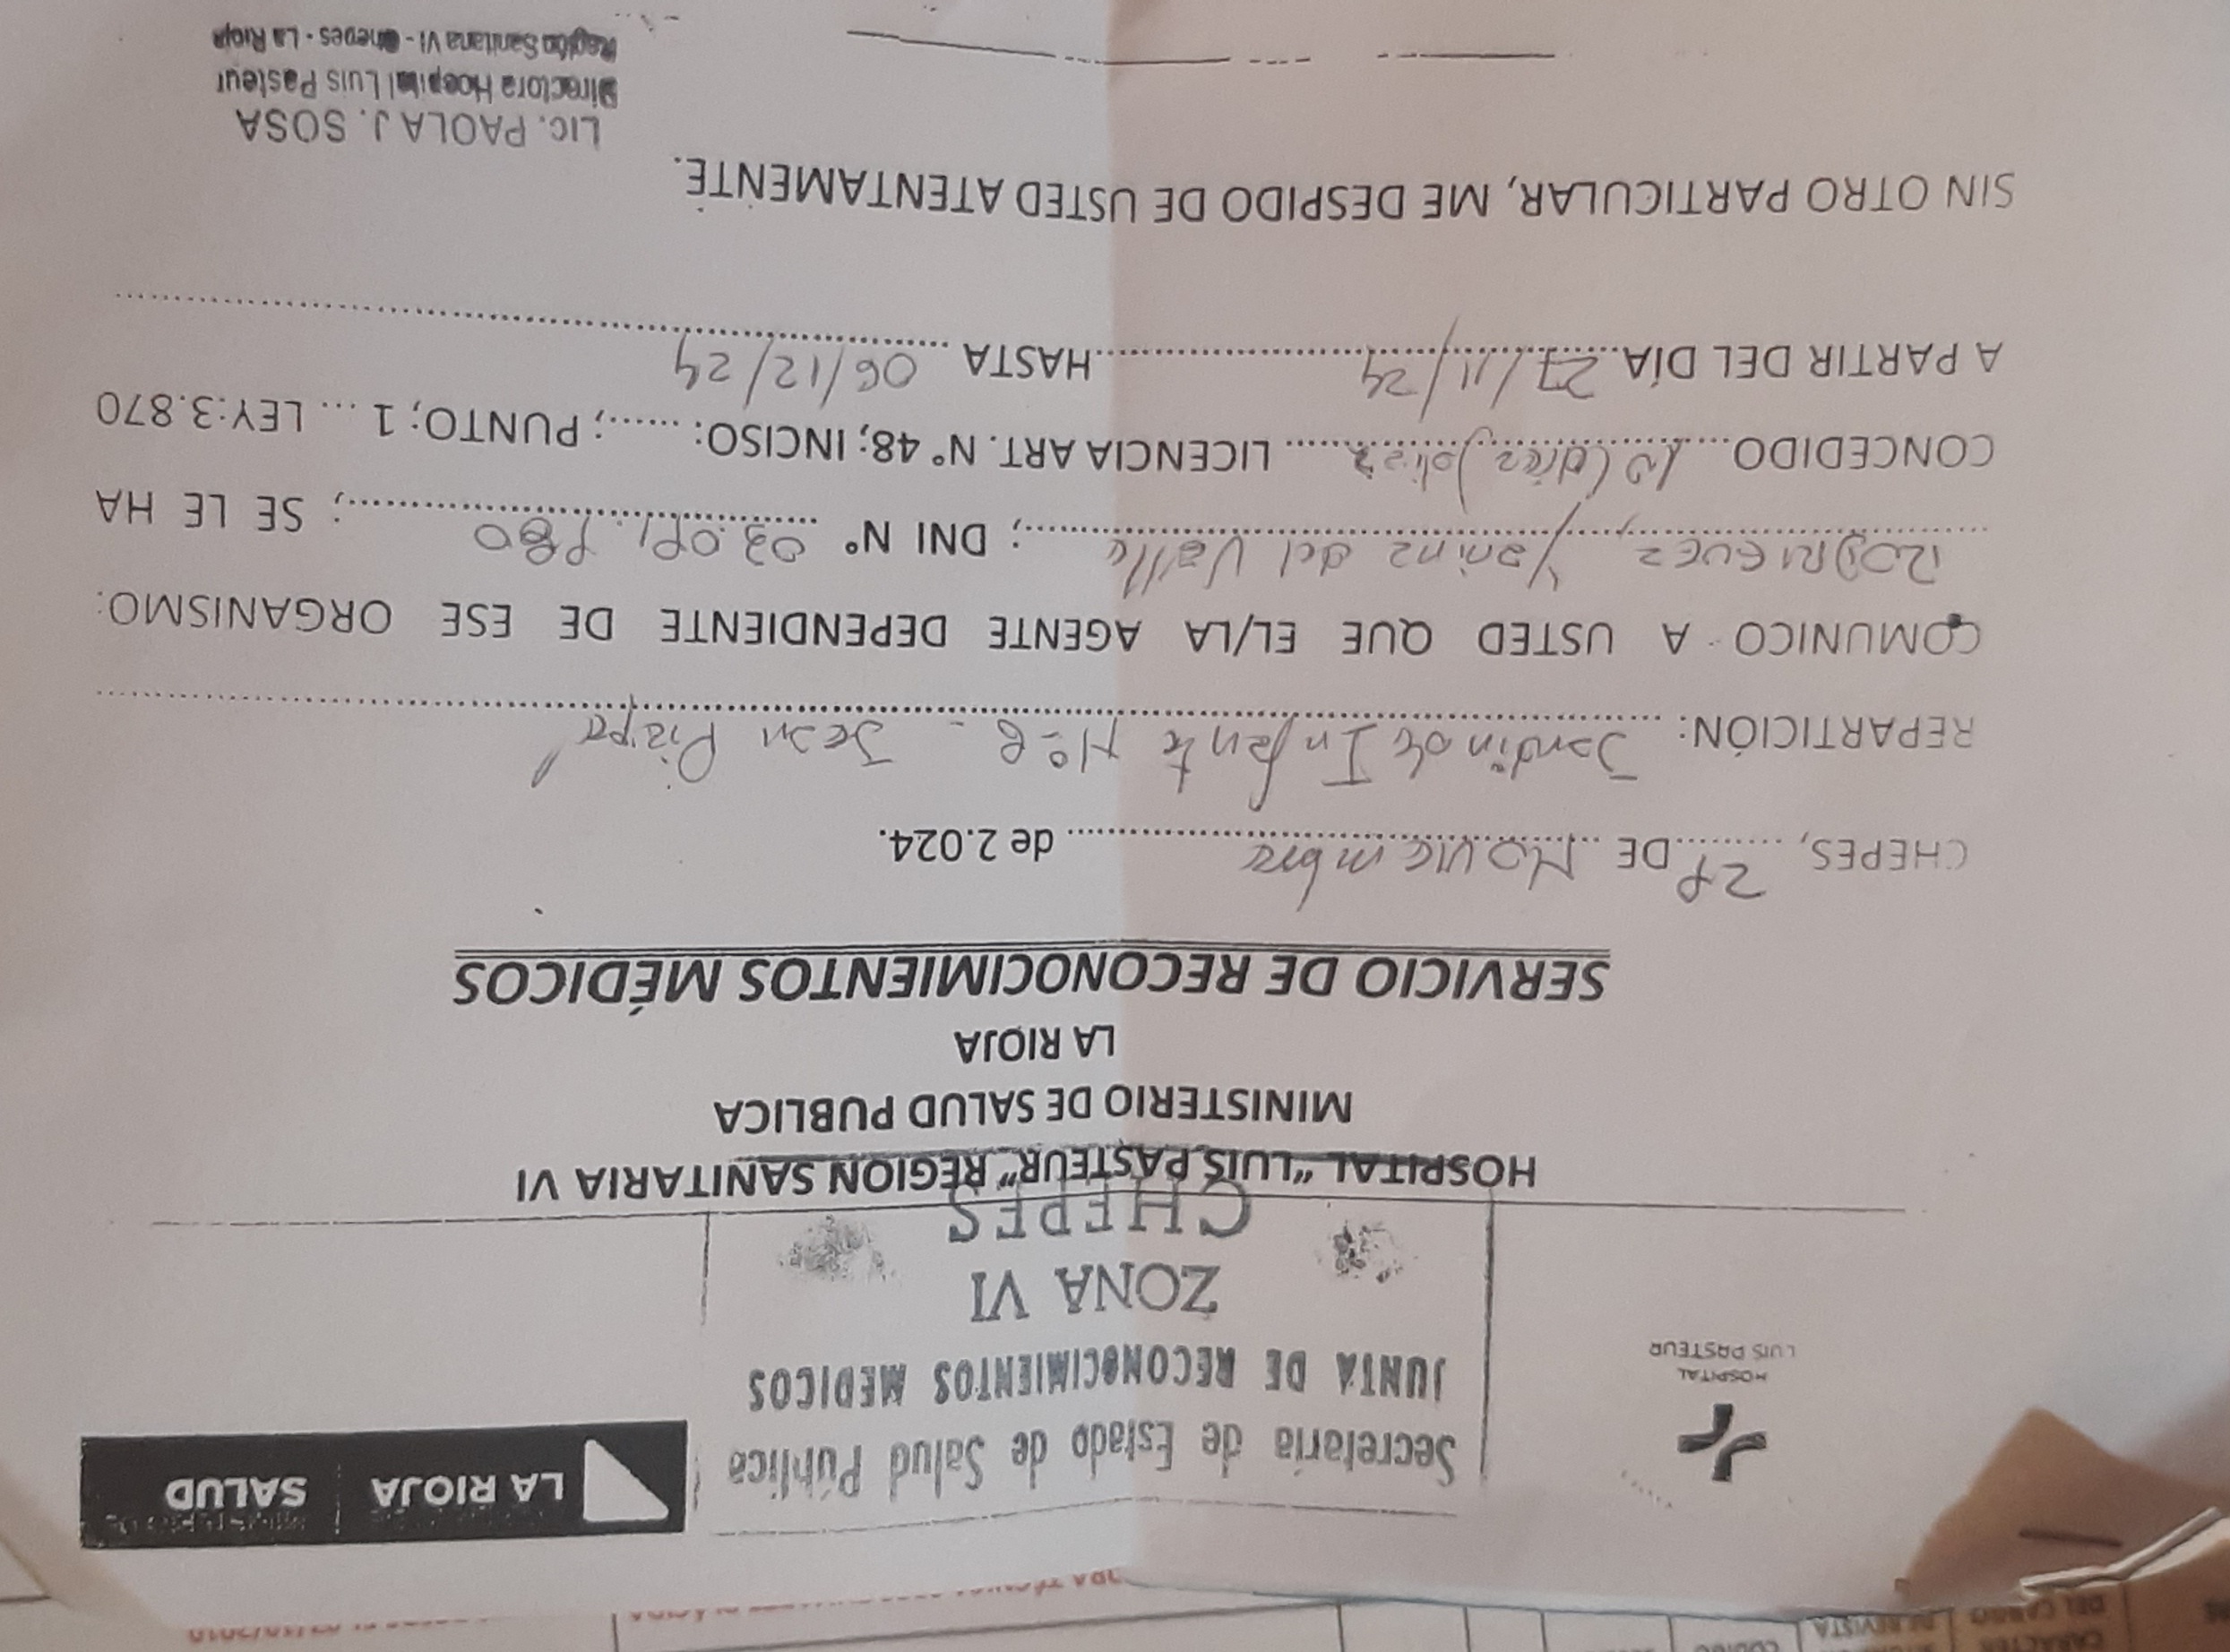 HOSPITAL
LUIS PASTEUR
Secretaría de Estado de Salud Pública
JUNTA DE RECONOCIMIENTOS MEDICOS
ZONA VI
CHEPES
LA RIOJA SALUD
HOSPITAL "LUIS PASTEUR" REGION SANITARIA VI
MINISTERIO DE SALUD PUBLICA
LA RIOJA
SERVICIO DE RECONOCIMIENTOS MÉDICOS
CHEPES, 28 DE Noviembre de 2.024.
REPARTICIÓN: Jardin de Infante Nº 8 - Jean Piaget
COMUNICO A USTED QUE EL/LA AGENTE DEPENDIENTE DE ESE ORGANISMO:
RODRIGUEZ Yanina del Valle; DNI Nº; SE LE HA
CONCEDIDO 10 (diez) dias LICENCIA ART. Nº 48; INCISO: ......; PUNTO; 1 ... LEY:3.870
A PARTIR DEL DÍA 27/11/24 HASTA 06/12/24
SIN OTRO PARTICULAR, ME DESPIDO DE USTED ATENTAMENTE.
LIC. PAOLA J. SOSA
Directora Hospital Luis Pasteur
Región Sanitaria VI - Chepes - La Rioja